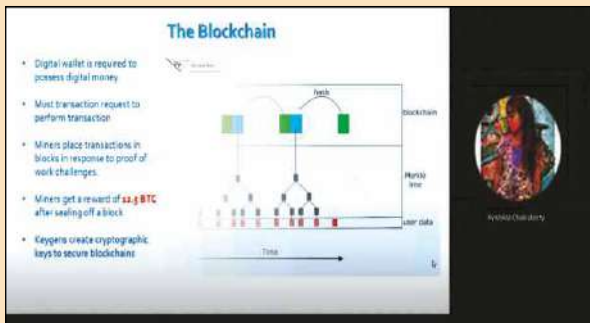 The Blockchain
• Digital wallet is required to
possess digital money
• Must transaction request to
perform transaction
• Miners place transactions in
blocks in response to proof of
work challenges.
• Miners get a reward of 12.5 BTC
after sealing off a block
• Keygens create cryptographic
keys to secure blockchains
hash
blockchain
Merkle
tree
user data
Time